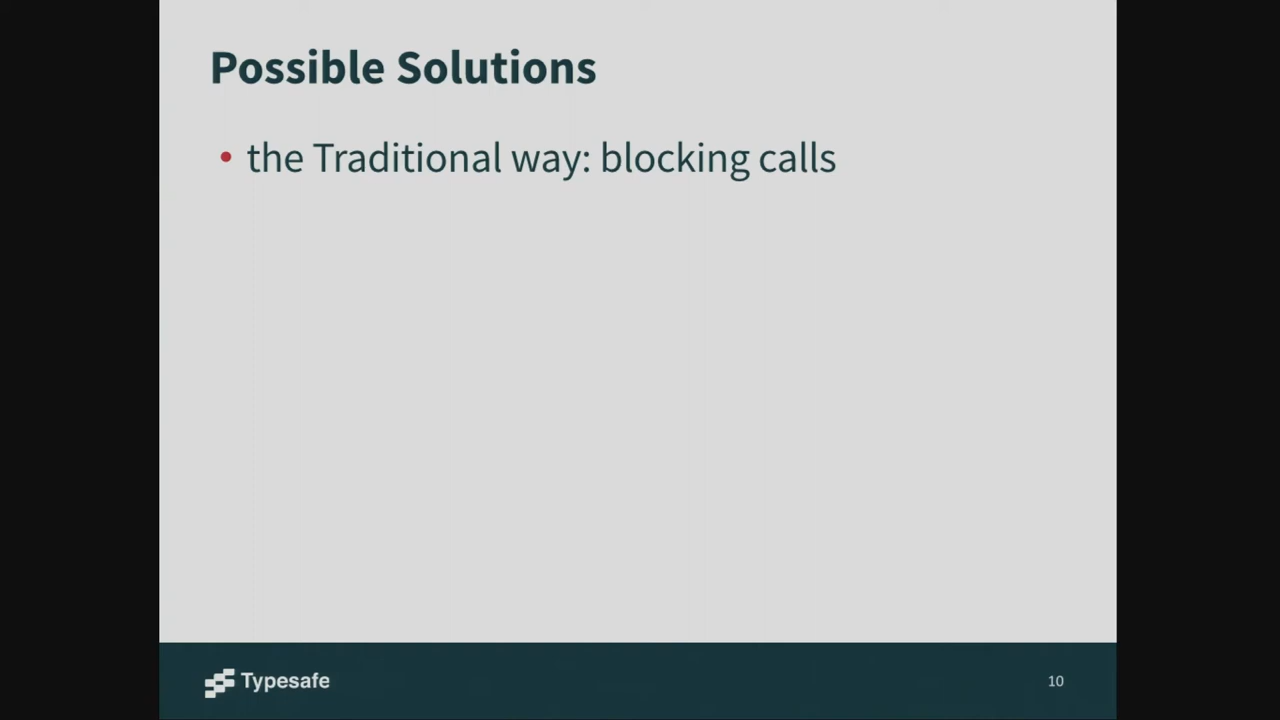 Possible Solutions
• the Traditional way: blocking calls
Typesafe
10